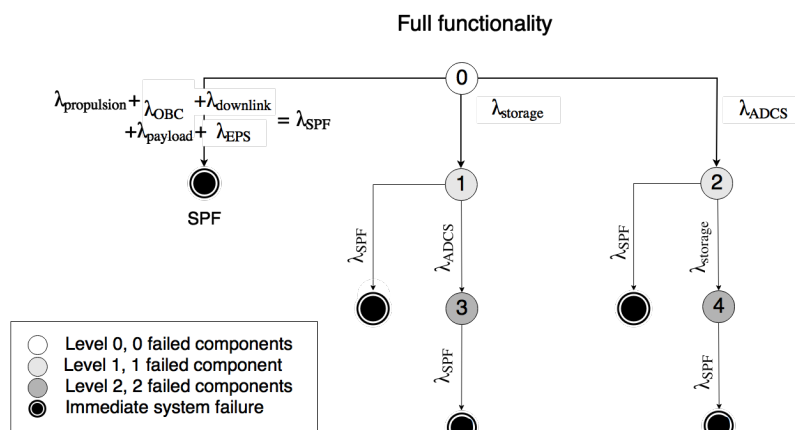 Full functionality
0
λpropulsion+ λOBC +λdownlink
+λpayload+ λEPS = λSPF
λstorage
λADCS
1
2
SPF
λSPF
λADCS
λSPF
λstorage
3
4
Level 0, 0 failed components
Level 1, 1 failed component
Level 2, 2 failed components
Immediate system failure
λSPF
λSPF